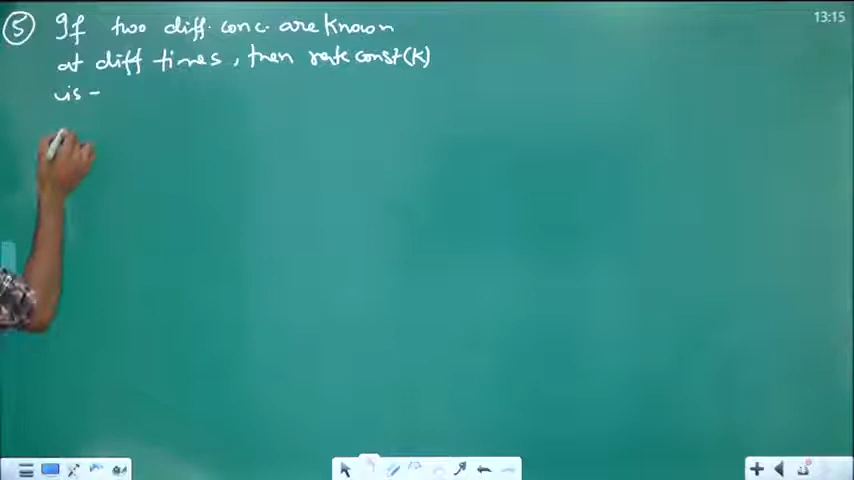 ⑤ If two diff. conc. are known
at diff times, then rate const(K)
is -
13:15